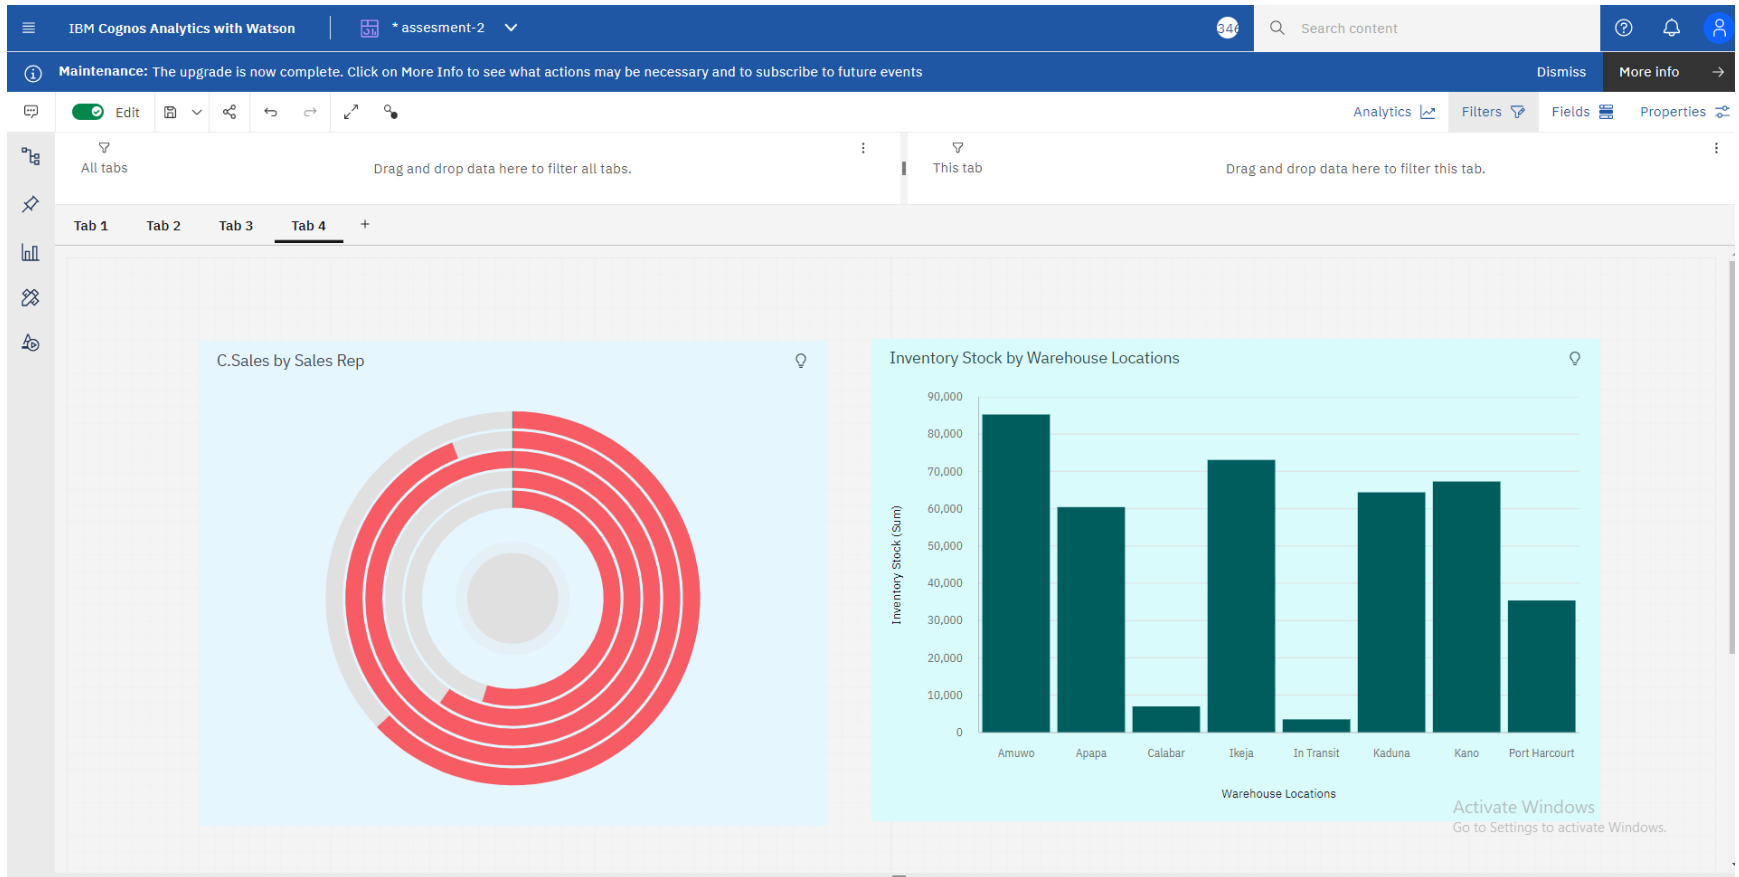 IBM Cognos Analytics with Watson
* assesment-2
346
Search content
Maintenance: The upgrade is now complete. Click on More Info to see what actions may be necessary and to subscribe to future events
Dismiss
More info
Edit
Analytics
Filters
Fields
Properties
All tabs
Drag and drop data here to filter all tabs.
This tab
Drag and drop data here to filter this tab.
Tab 1
Tab 2
Tab 3
Tab 4
C.Sales by Sales Rep
Inventory Stock by Warehouse Locations
90,000
80,000
70,000
60,000
50,000
40,000
30,000
20,000
10,000
0
Inventory Stock (Sum)
Amuwo
Apapa
Calabar
Ikeja
In Transit
Kaduna
Kano
Port Harcourt
Warehouse Locations
Activate Windows
Go to Settings to activate Windows.